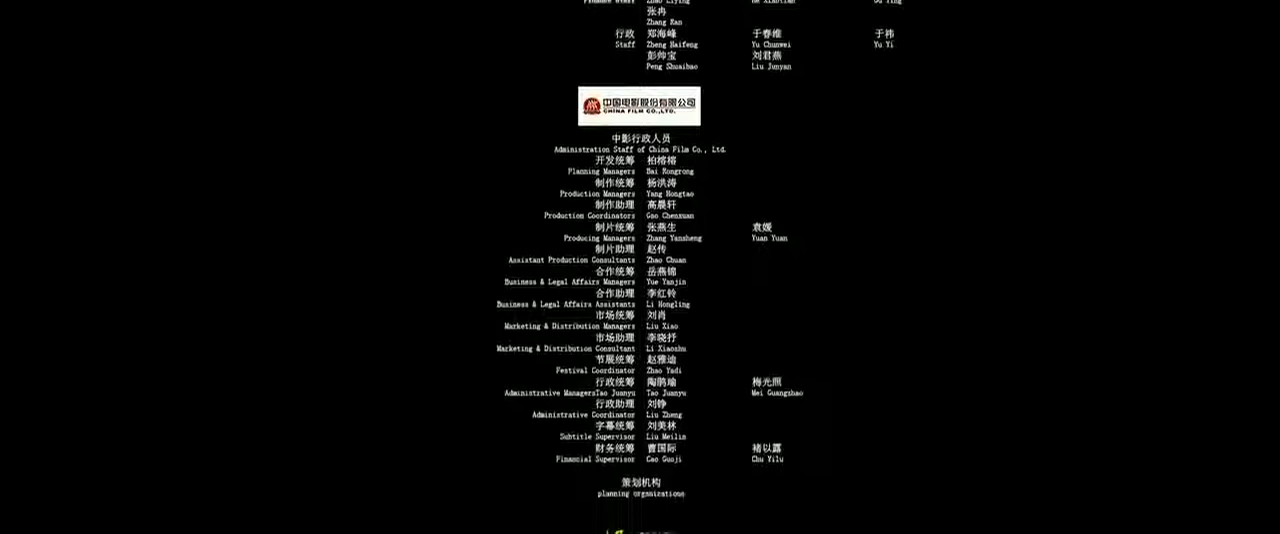 Zhao Liying
张冉
Zhang Ran
行政 郑海峰 于春维 于祎
Staff Zheng Haifeng Yu Chunwei Yu Yi
彭帅宝 刘君燕
Peng Shuaibao Liu Junyan
中国电影股份有限公司
CHINA FILM CO.,LTD.
中影行政人员
Administration Staff of China Film Co., Ltd.
开发统筹 柏榕榕
Planning Managers Bai Rongrong
制作统筹 杨洪涛
Production Managers Yang Hongtao
制作助理 高晨轩
Production Coordinators Gao Chenxuan
制片统筹 张燕生 袁媛
Producing Managers Zhang Yansheng Yuan Yuan
制片助理 赵传
Assistant Production Consultants Zhao Chuan
合作统筹 岳燕锦
Business & Legal Affairs Managers Yue Yanjin
合作助理 李红铃
Business & Legal Affairs Assistants Li Hongling
市场统筹 刘肖
Marketing & Distribution Managers Liu Xiao
市场助理 李晓抒
Marketing & Distribution Consultant Li Xiaoshu
节展统筹 赵雅迪
Festival Coordinator Zhao Yadi
行政统筹 陶鹃瑜 梅光照
Administrative ManagersTao Juanyu Tao Juanyu Mei Guangzhao
行政助理 刘铮
Administrative Coordinator Liu Zheng
字幕统筹 刘美林
Subtitle Supervisor Liu Meilin
财务统筹 曹国际 褚以露
Financial Supervisor Cao Guoji Chu Yilu
策划机构
planning organizations